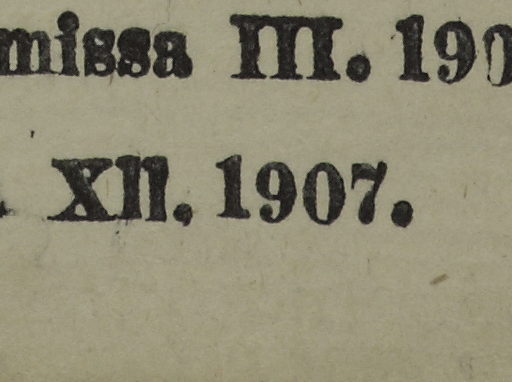 missa III. 190
. XII. 1907.